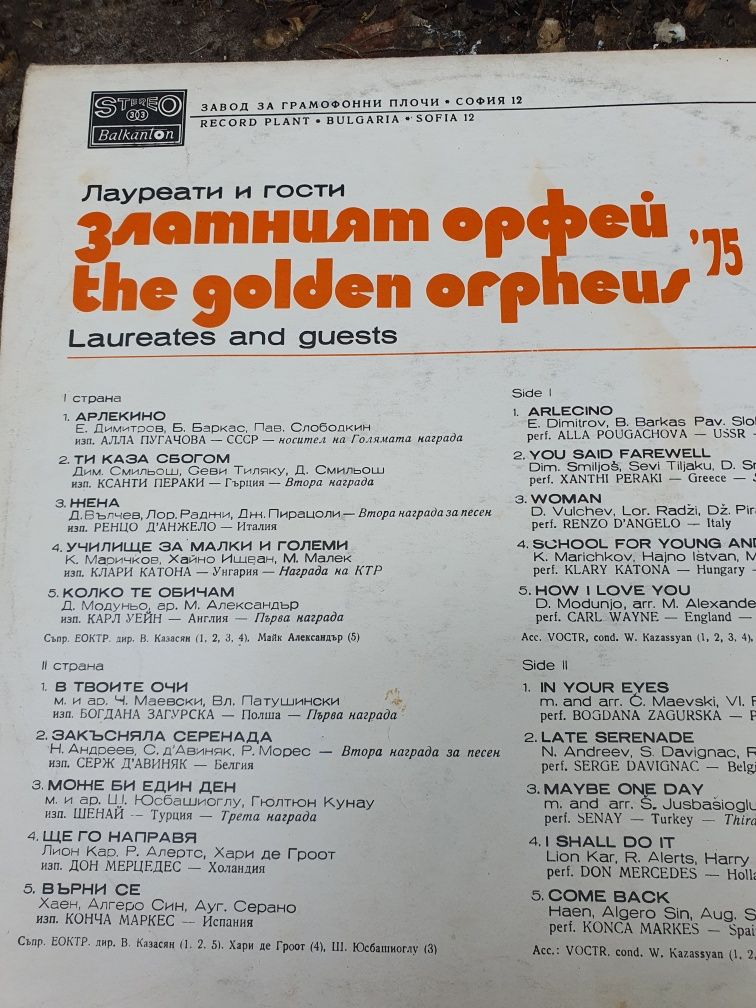 STEREO
303
Balkanton
ЗАВОД ЗА ГРАМОФОННИ ПЛОЧИ • СОФИЯ 12
RECORD PLANT • BULGARIA • SOFIA 12
Лауреати и гости
златният орфей
the golden orpheus '75
Laureates and guests
I страна
1. АРЛЕКИНО
Е. Димитров, Б. Баркас, Пав. Слободкин
изп. АЛЛА ПУГАЧОВА — СССР — носител на Голямата награда
2. ТИ КАЗА СБОГОМ
Дим. Смильош, Севи Тиляку, Д. Смильош
изп. КСАНТИ ПЕРАКИ — Гърция — Втора награда
3. ЖЕНА
Д. Вълчев, Лор. Раджи, Дж. Пирацоли — Втора награда за песен
изп. РЕНЦО Д'АНЖЕЛО — Италия
4. УЧИЛИЩЕ ЗА МАЛКИ И ГОЛЕМИ
К. Маричков, Хайно Ищван, М. Малек
изп. КЛАРИ КАТОНА — Унгария — Награда на КТР
5. КОЛКО ТЕ ОБИЧАМ
Д. Модуньо, ар. М. Александър
изп. КАРЛ УЕЙН — Англия — Първа награда
Съпр. ЕОКТР. дир. В. Казасян (1, 2, 3, 4), Майк Александър (5)
II страна
1. В ТВОИТЕ ОЧИ
м. и ар. Ч. Маевски, Вл. Патушински
изп. БОГДАНА ЗАГУРСКА — Полша — Първа награда
2. ЗАКЪСНЯЛА СЕРЕНАДА
Н. Андреев, С. д'Авиняк, Р. Морес — Втора награда за песен
изп. СЕРЖ Д'АВИНЯК — Белгия
3. МОЖЕ БИ ЕДИН ДЕН
м. и ар. Ш. Юсбашиоглу, Гюлтюн Кунау
изп. ШЕНАЙ — Турция — Трета награда
4. ЩЕ ГО НАПРАВЯ
Лион Кар, Р. Алертс, Хари де Гроот
изп. ДОН МЕРЦЕДЕС — Холандия
5. ВЪРНИ СЕ
Хаен, Алгеро Син, Ауг. Серано
изп. КОНЧА МАРКЕС — Испания
Съпр. ЕОКТР. дир. В. Казасян (1. 2. 5). Хари де Гроот (4), Ш. Юсбашиоглу (3)
Side I
1. ARLECINO
E. Dimitrov, B. Barkas Pav.
perf. ALLA POUGACHOVA — USSR —
2. YOU SAID FAREWELL
Dim. Smiljoš, Sevi Tiljaku, D.
perf. XANTHI PERAKI — Greece —
3. WOMAN
D. Vulchev, Lor. Radži, Dž.
perf. RENZO D'ANGELO — Italy
4. SCHOOL FOR YOUNG
K. Marichkov, Hajno Istvan, M
perf. KLARY KATONA — Hungary —
5. HOW I LOVE YOU
D. Modunjo, arr. M.
perf. CARL WAYNE — England —
Acc. VOCTR, cond. W. Kazassyan (1, 2, 3, 4),
Side II
1. IN YOUR EYES
m. and arr. Č. Maevski, Vl.
perf. BOGDANA ZAGURSKA —
2. LATE SERENADE
N. Andreev, S. Davignac,
perf. SERGE DAVIGNAC —
3. MAYBE ONE DAY
m. and arr. Š.
perf. SENAY — Turkey —
4. I SHALL DO IT
Lion Kar, R. Alerts, Harry
perf. DON MERCEDES —
5. COME BACK
Haen, Algero Sin, Aug. S
perf. KONCA MARKES —
Acc.: VOCTR. cond. W. Kazassyan (1, 2,